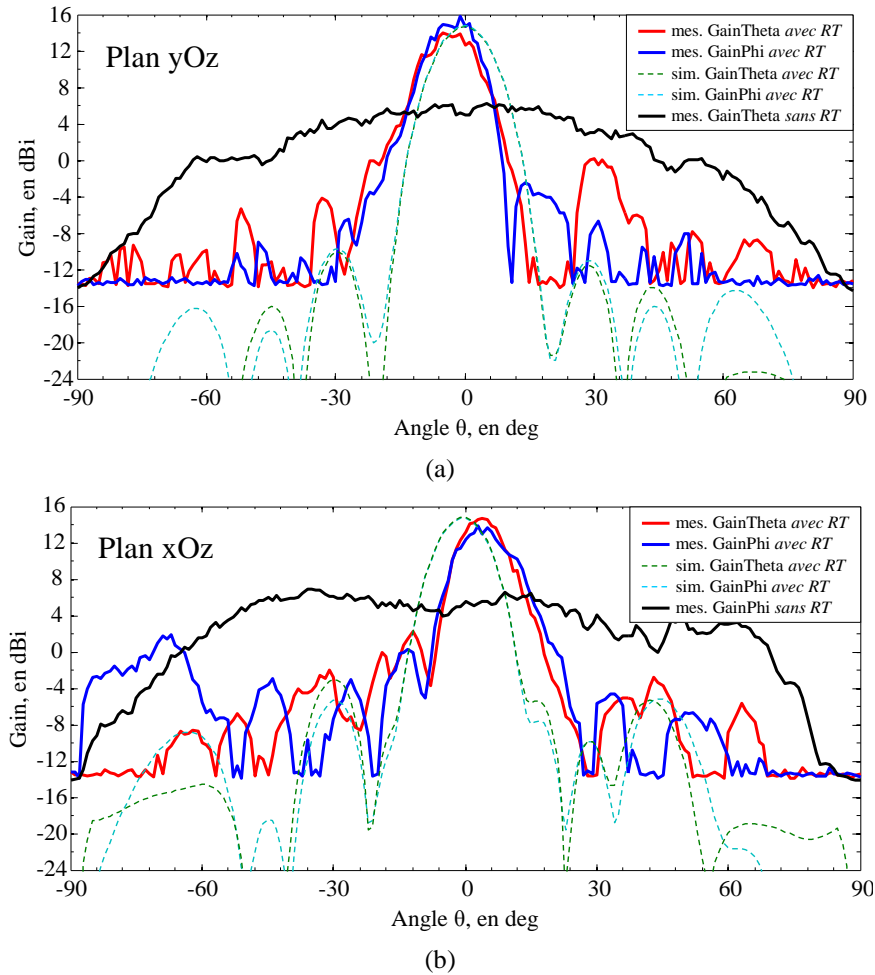 Plan yOz
mes. GainTheta avec RT
mes. GainPhi avec RT
sim. GainTheta avec RT
sim. GainPhi avec RT
mes. GainTheta sans RT
Gain, en dBi
16
12
8
4
0
-4
-8
-12
-16
-20
-24
-90
-60
-30
0
30
60
90
Angle θ, en deg
(a)
Plan xOz
mes. GainTheta avec RT
mes. GainPhi avec RT
sim. GainTheta avec RT
sim. GainPhi avec RT
mes. GainPhi sans RT
Gain, en dBi
16
12
8
4
0
-4
-8
-12
-16
-20
-24
-90
-60
-30
0
30
60
90
Angle θ, en deg
(b)